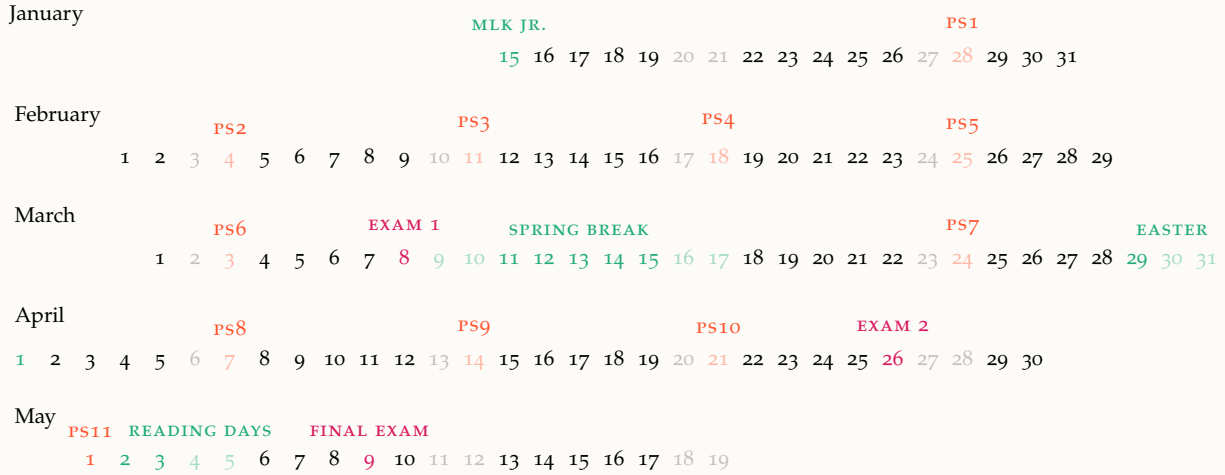 January
MLK JR. PS1
15 16 17 18 19 20 21 22 23 24 25 26 27 28 29 30 31
February
PS2 PS3 PS4 PS5
1 2 3 4 5 6 7 8 9 10 11 12 13 14 15 16 17 18 19 20 21 22 23 24 25 26 27 28 29
March
PS6 EXAM 1 SPRING BREAK PS7 EASTER
1 2 3 4 5 6 7 8 9 10 11 12 13 14 15 16 17 18 19 20 21 22 23 24 25 26 27 28 29 30 31
April
PS8 PS9 PS10 EXAM 2
1 2 3 4 5 6 7 8 9 10 11 12 13 14 15 16 17 18 19 20 21 22 23 24 25 26 27 28 29 30
May
PS11 READING DAYS FINAL EXAM
1 2 3 4 5 6 7 8 9 10 11 12 13 14 15 16 17 18 19